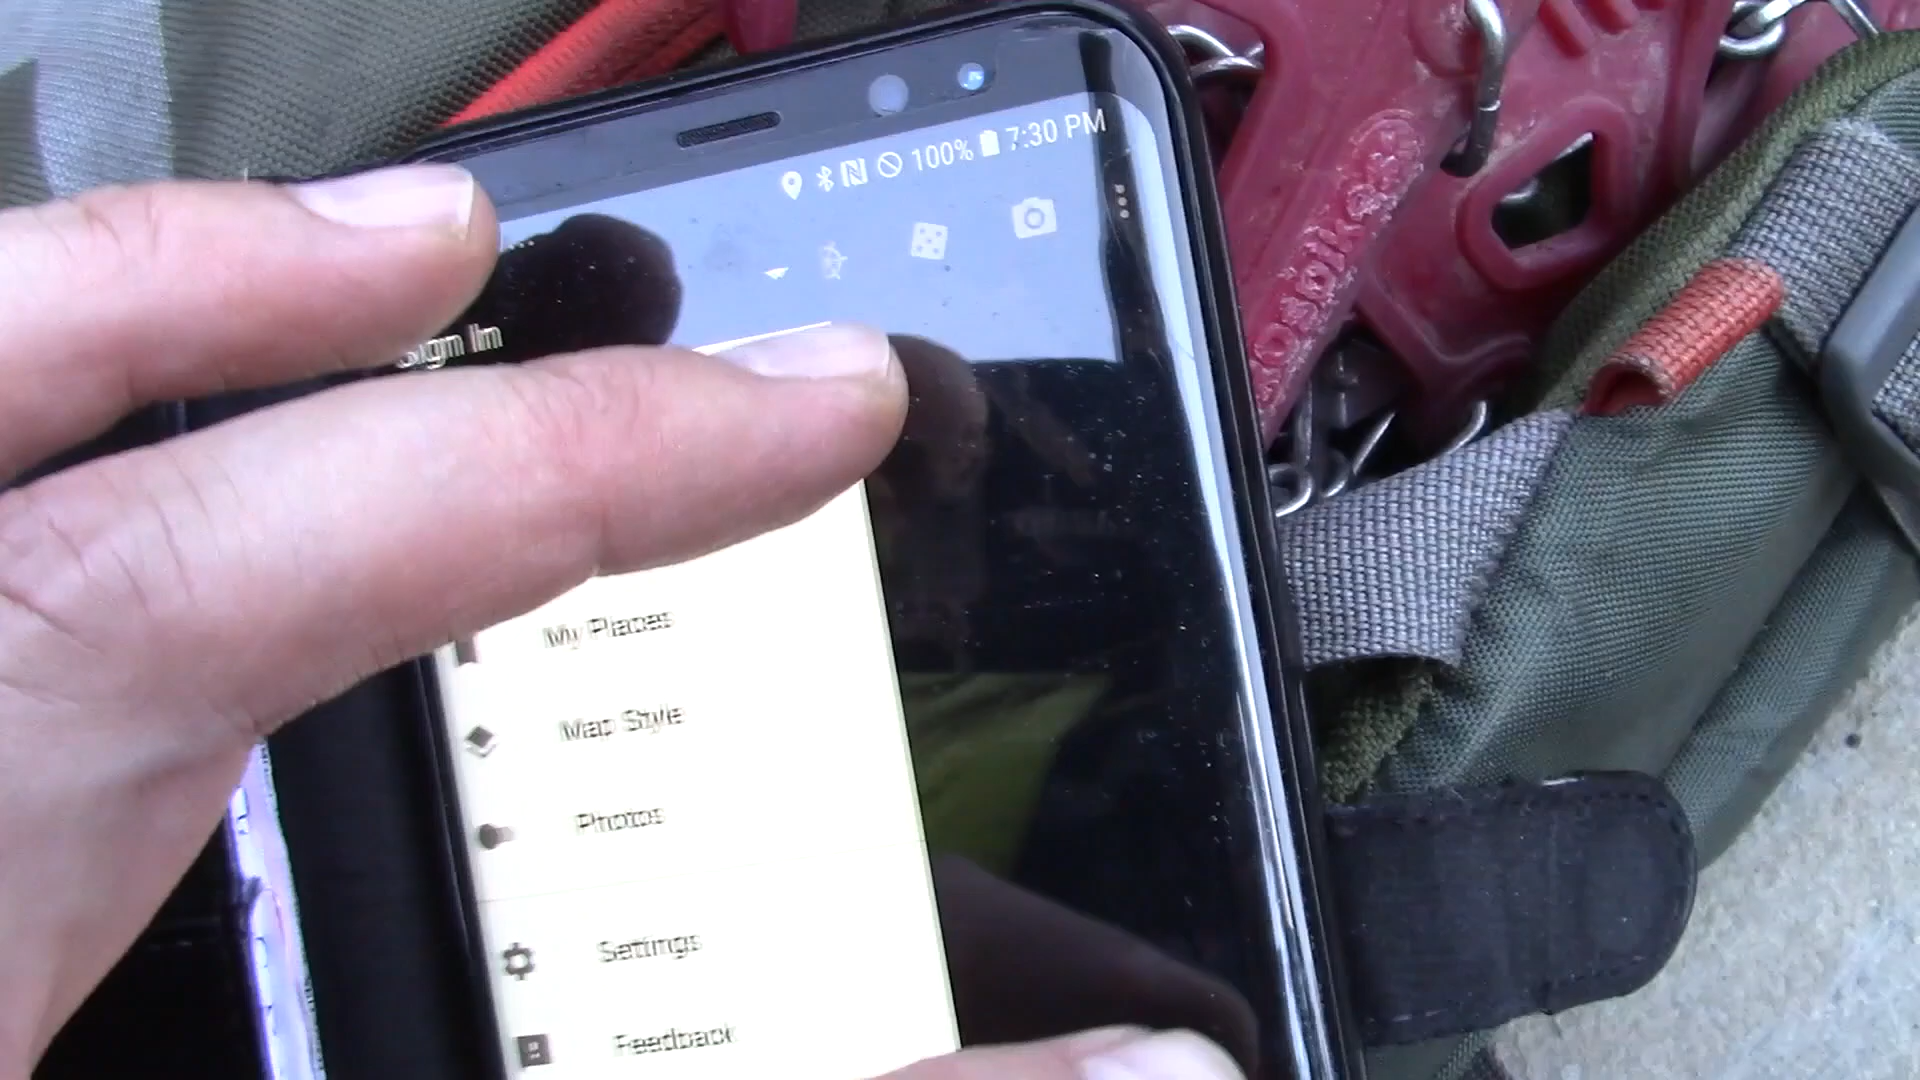 100% 7:30 PM
Sign In
My Places
Map Style
Photos
Settings
Feedback